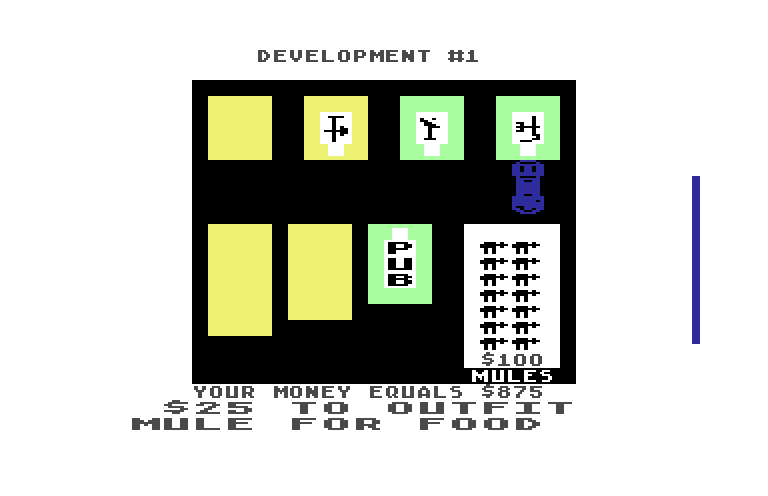 DEVELOPMENT #1
PUB
$100
MULES
YOUR MONEY EQUALS $875
$25 TO OUTFIT
MULE FOR FOOD